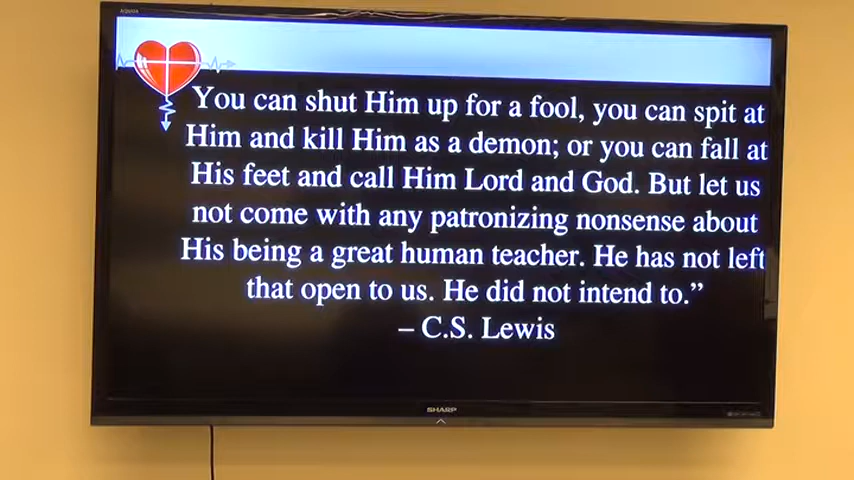 You can shut Him up for a fool, you can spit at
Him and kill Him as a demon; or you can fall at
His feet and call Him Lord and God. But let us
not come with any patronizing nonsense about
His being a great human teacher. He has not left
that open to us. He did not intend to.”
– C.S. Lewis
SHARP